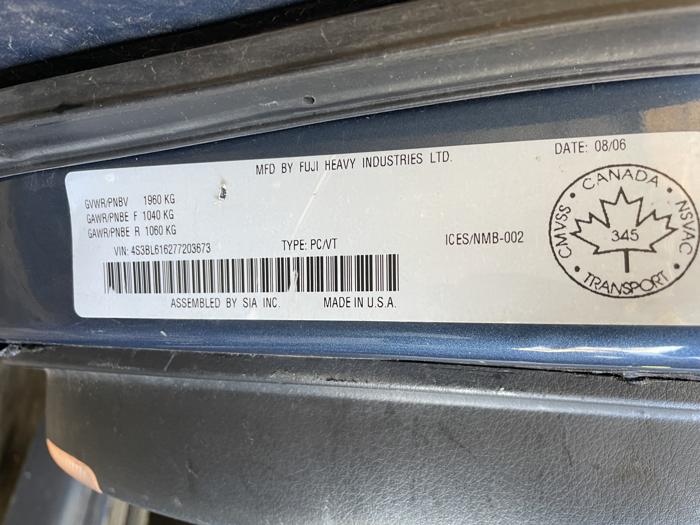 MFD BY FUJI HEAVY INDUSTRIES LTD.
DATE: 08/06
GVWR/PNBV 1960 KG
GAWR/PNBE F 1040 KG
GAWR/PNBE R 1060 KG
VIN: 4S3BL616277203673
TYPE: PC/VT
ICES/NMB-002
ASSEMBLED BY SIA INC.
MADE IN U.S.A.
CMVSS • CANADA • NSVAC • TRANSPORT •
345